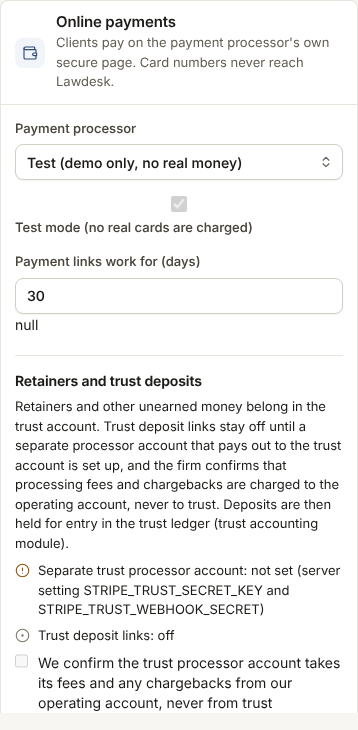 Online payments
Clients pay on the payment processor's own
secure page. Card numbers never reach
Lawdesk.
Payment processor
Test (demo only, no real money)
Test mode (no real cards are charged)
Payment links work for (days)
30
null
Retainers and trust deposits
Retainers and other unearned money belong in the
trust account. Trust deposit links stay off until a
separate processor account that pays out to the trust
account is set up, and the firm confirms that
processing fees and chargebacks are charged to the
operating account, never to trust. Deposits are then
held for entry in the trust ledger (trust accounting
module).
Separate trust processor account: not set (server
setting STRIPE_TRUST_SECRET_KEY and
STRIPE_TRUST_WEBHOOK_SECRET)
Trust deposit links: off
We confirm the trust processor account takes
its fees and any chargebacks from our
operating account, never from trust